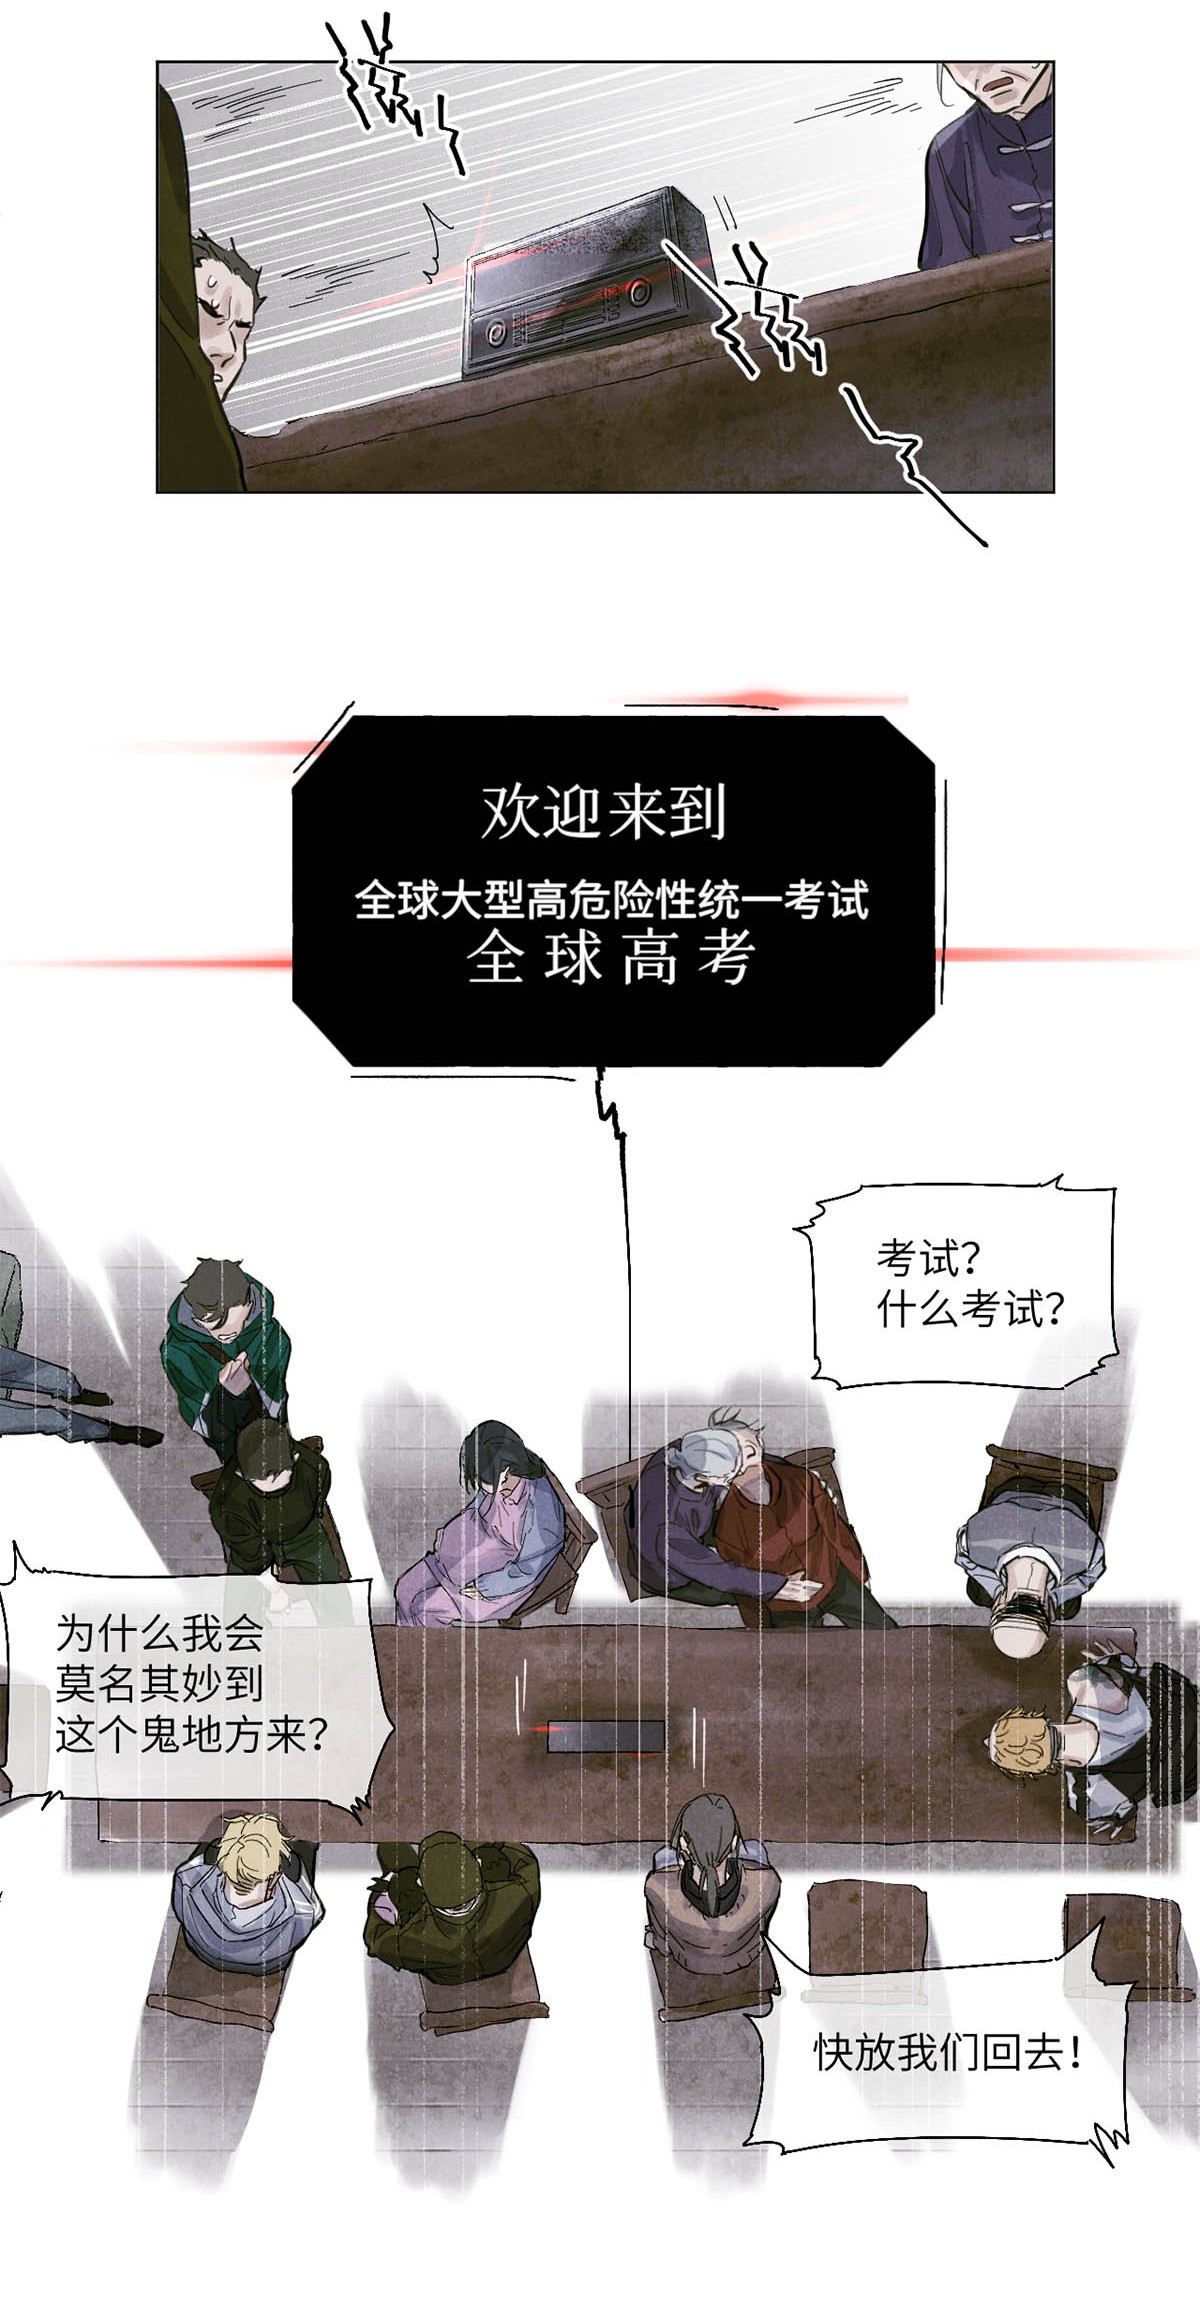 欢迎来到
全球大型高危险性统一考试
全球高考
考试？
什么考试？
为什么我会
莫名其妙到
这个鬼地方来？
快放我们回去！